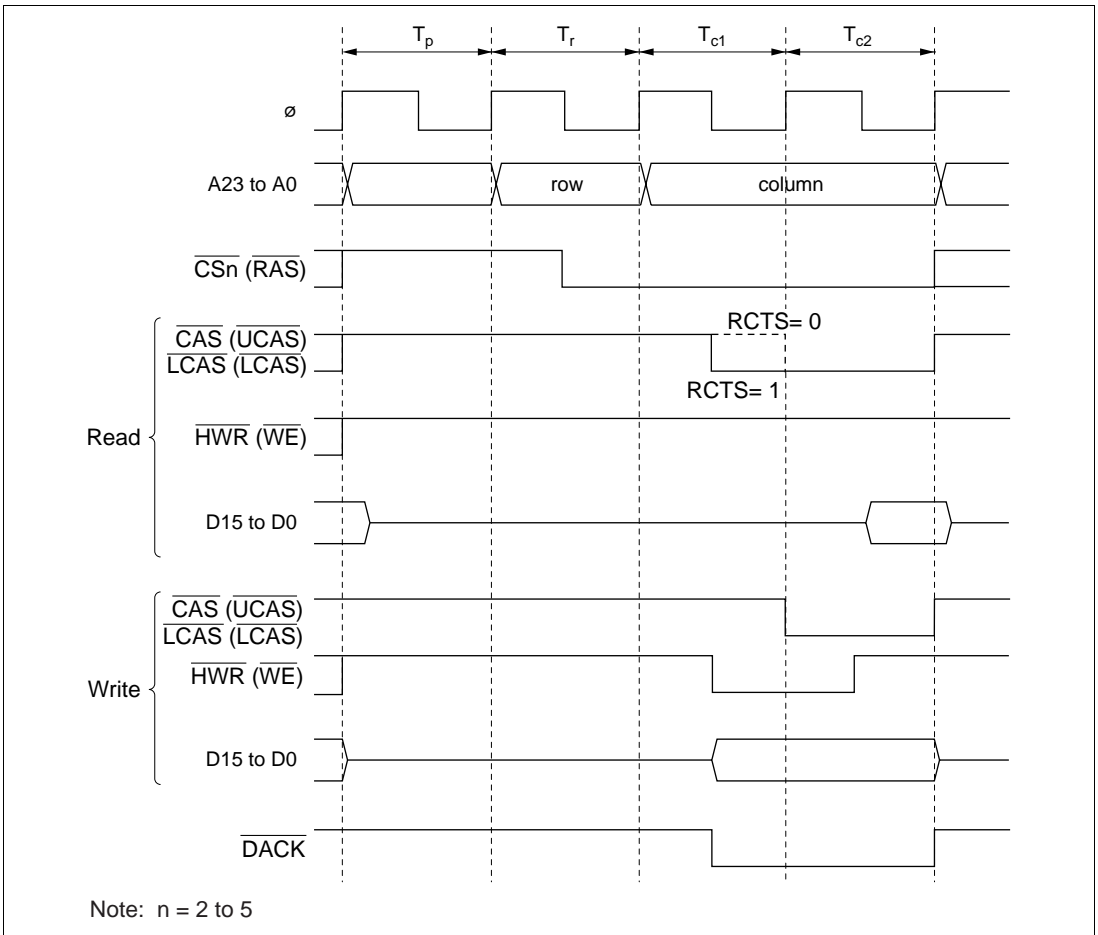 Tp Tr Tc1 Tc2
ø
A23 to A0 row column
CSn (RAS)
RCTS= 0
CAS (UCAS)
LCAS (LCAS)
RCTS= 1
Read
HWR (WE)
D15 to D0
CAS (UCAS)
LCAS (LCAS)
HWR (WE)
Write
D15 to D0
DACK
Note: n = 2 to 5